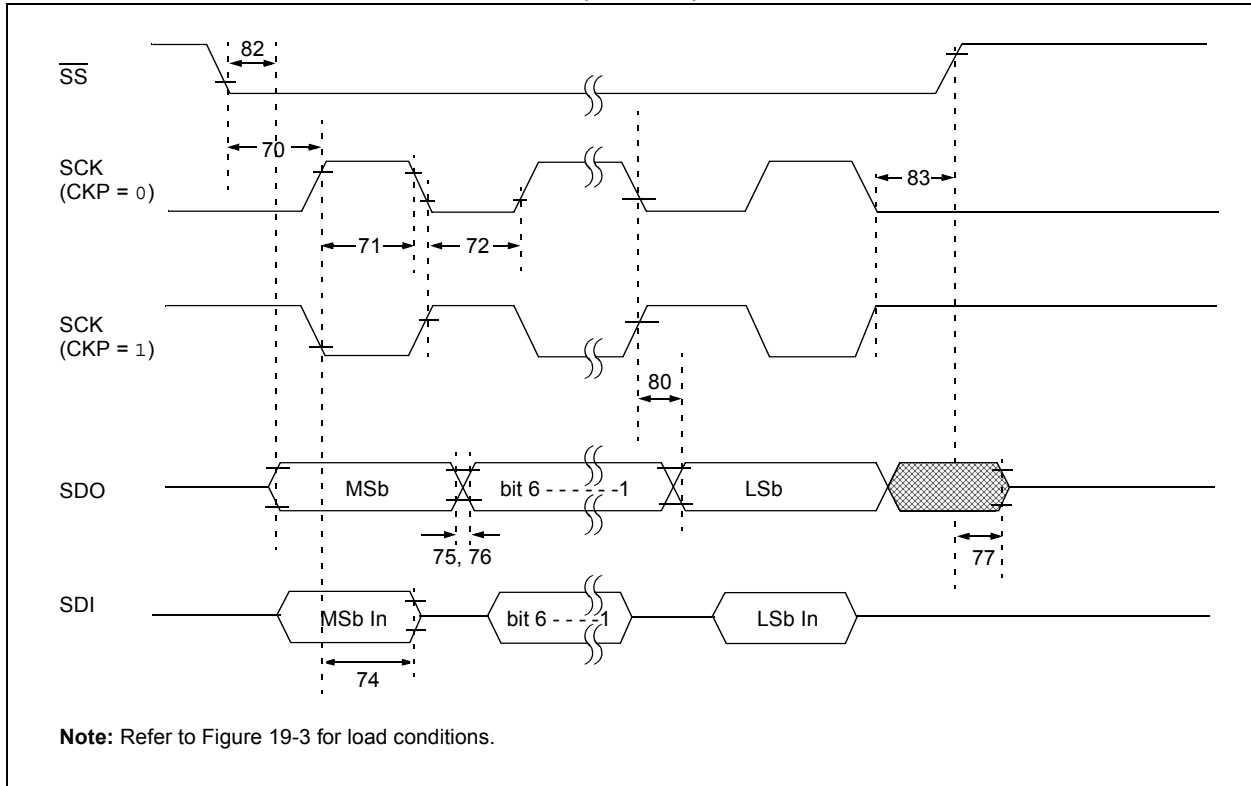 82
SS
70
SCK
(CKP = 0)
83
71
72
SCK
(CKP = 1)
80
SDO
MSb
bit 6 - - - - - - -1
LSb
75, 76
77
SDI
MSb In
bit 6 - - - - -1
LSb In
74
Note: Refer to Figure 19-3 for load conditions.